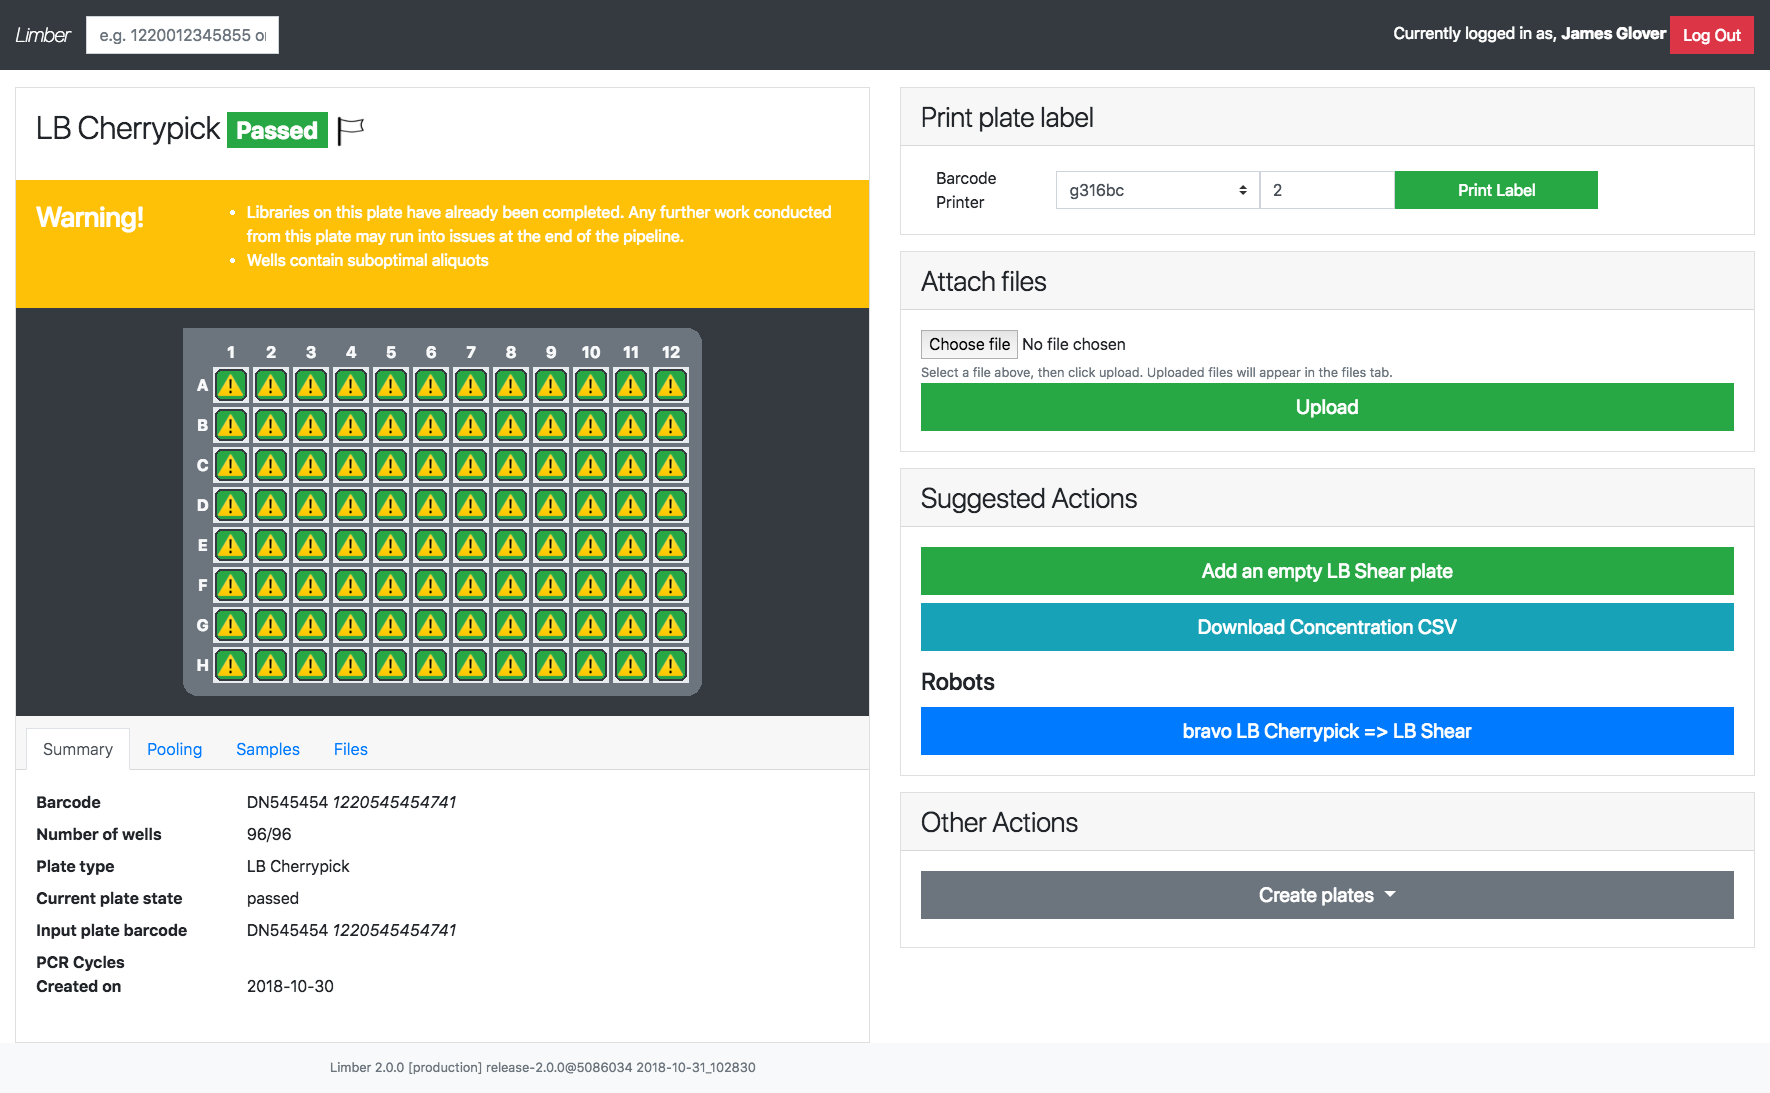 Limber
e.g. 1220012345855 o
Currently logged in as, James Glover
Log Out
LB Cherrypick Passed
Warning!
• Libraries on this plate have already been completed. Any further work conducted
from this plate may run into issues at the end of the pipeline.
• Wells contain suboptimal aliquots
1 2 3 4 5 6 7 8 9 10 11 12
A
B
C
D
E
F
G
H
Summary Pooling Samples Files
Barcode DN545454 1220545454741
Number of wells 96/96
Plate type LB Cherrypick
Current plate state passed
Input plate barcode DN545454 1220545454741
PCR Cycles
Created on 2018-10-30
Print plate label
Barcode
Printer
g316bc
2
Print Label
Attach files
Choose file No file chosen
Select a file above, then click upload. Uploaded files will appear in the files tab.
Upload
Suggested Actions
Add an empty LB Shear plate
Download Concentration CSV
Robots
bravo LB Cherrypick => LB Shear
Other Actions
Create plates
Limber 2.0.0 [production] release-2.0.0@5086034 2018-10-31_102830